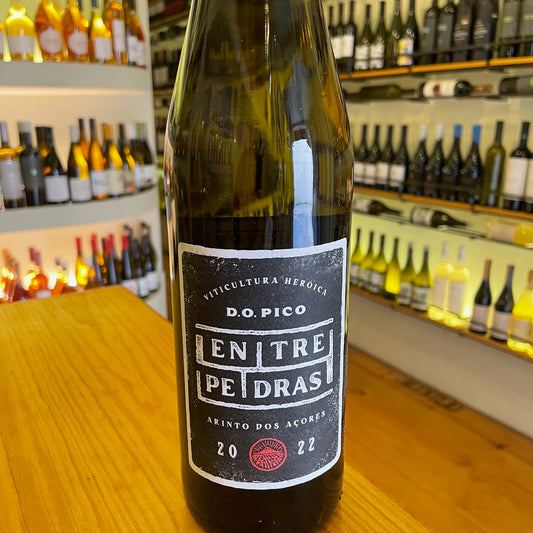 VITICULTURA HERÓICA
D.O. PICO
ENTRE
PEDRAS
ARINTO DOS AÇORES
20 22